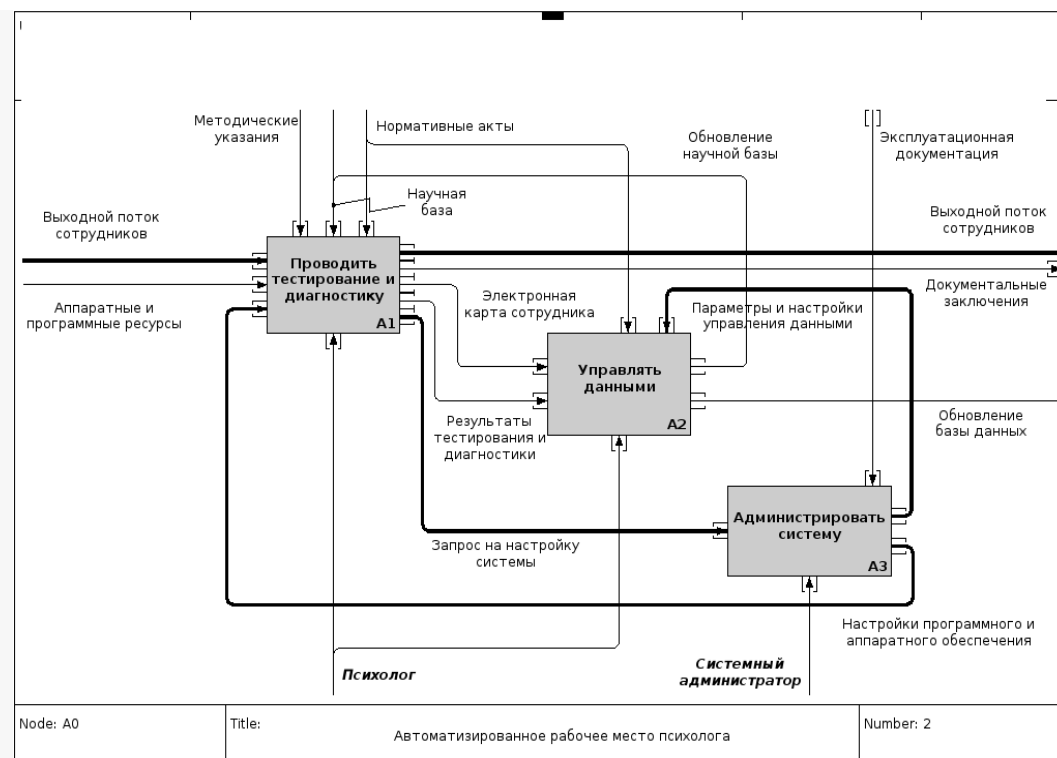 Методические
указания
Нормативные акты
Обновление
научной базы
Эксплуатационная
документация
Научная
база
Выходной поток
сотрудников
Выходной поток
сотрудников
Проводить
тестирование и
диагностику
A1
Аппаратные и
программные ресурсы
Электронная
карта сотрудника
Параметры и настройки
управления данными
Документальные
заключения
Управлять
данными
A2
Результаты
тестирования и
диагностики
Обновление
базы данных
Администрировать
систему
A3
Запрос на настройку
системы
Настройки программного и
аппаратного обеспечения
Психолог
Системный
администратор
Node: A0
Title:
Автоматизированное рабочее место психолога
Number: 2